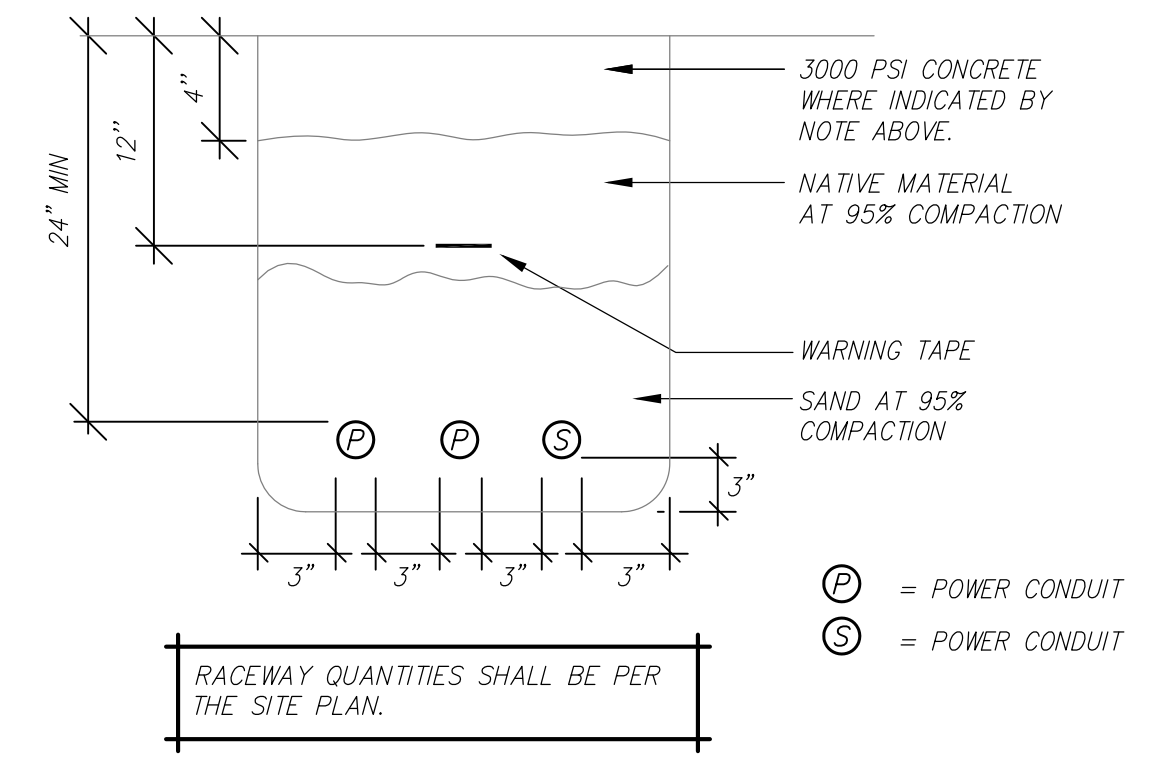 4”
12”
24” MIN
3000 PSI CONCRETE
WHERE INDICATED BY
NOTE ABOVE.
NATIVE MATERIAL
AT 95% COMPACTION
WARNING TAPE
SAND AT 95%
COMPACTION
P P S
3”
3” 3” 3” 3”
P = POWER CONDUIT
S = POWER CONDUIT
RACEWAY QUANTITIES SHALL BE PER
THE SITE PLAN.